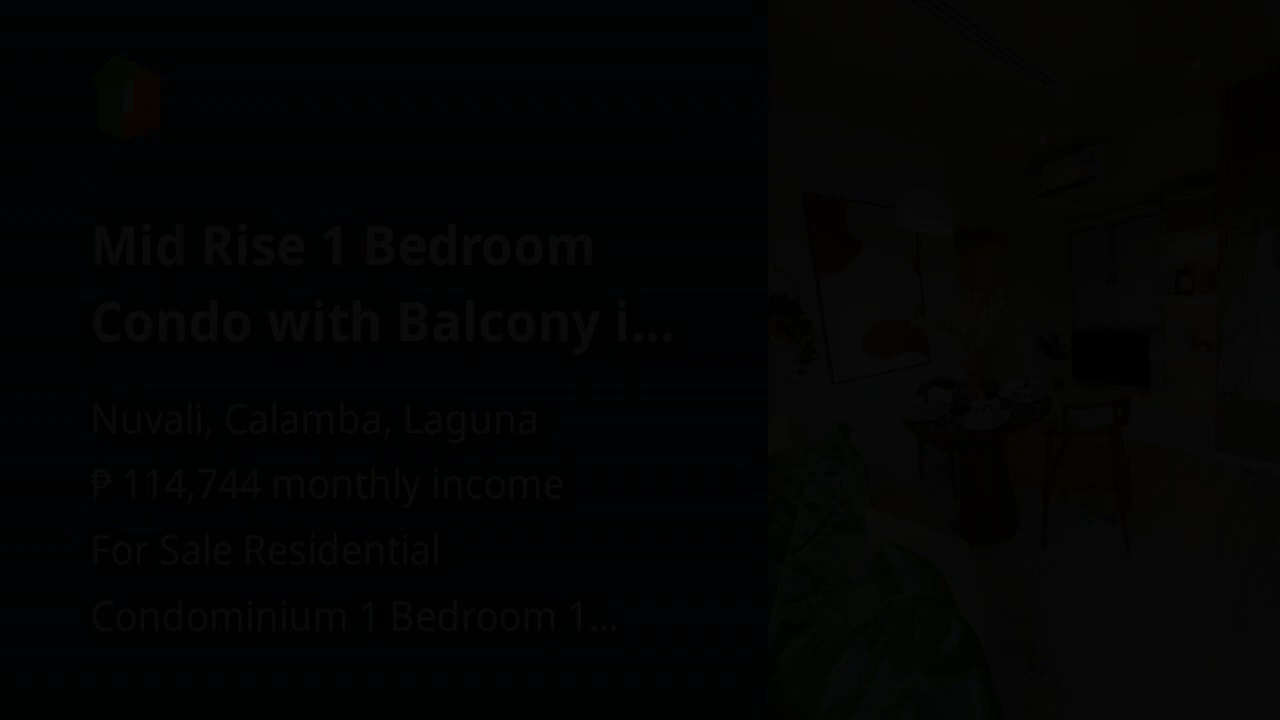 Mid Rise 1 Bedroom
Condo with Balcony i...
Nuvali, Calamba, Laguna
₱ 114,744 monthly income
For Sale Residential
Condominium 1 Bedroom 1...